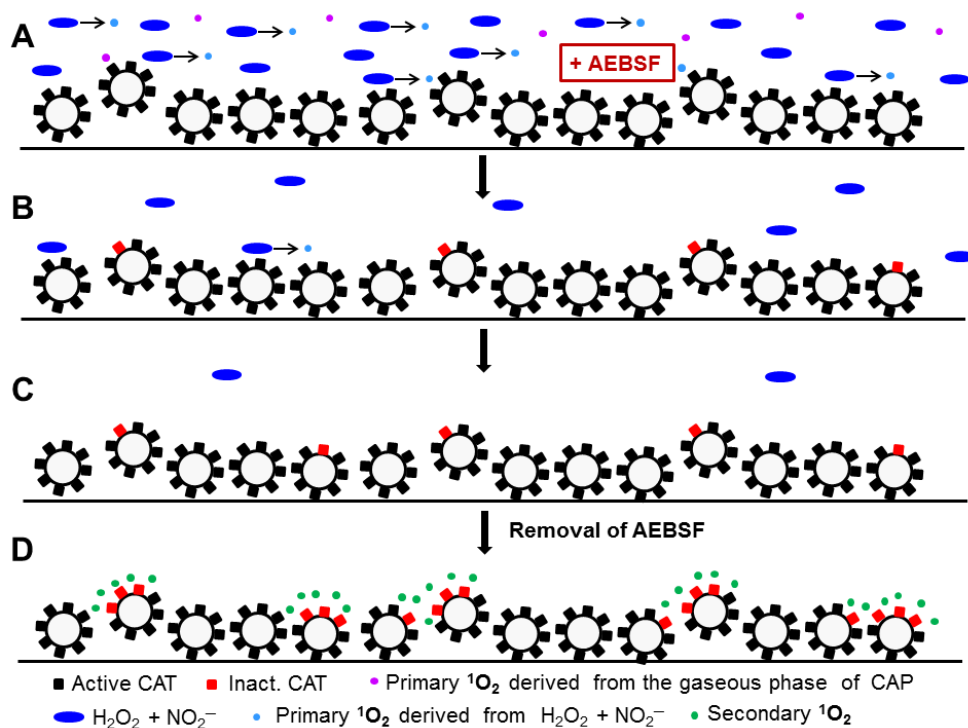 A
+ AEBSF
B
C
Removal of AEBSF
D
Active CAT Inact. CAT Primary ¹O₂ derived from the gaseous phase of CAP
H₂O₂ + NO₂⁻ Primary ¹O₂ derived from H₂O₂ + NO₂⁻ Secondary ¹O₂